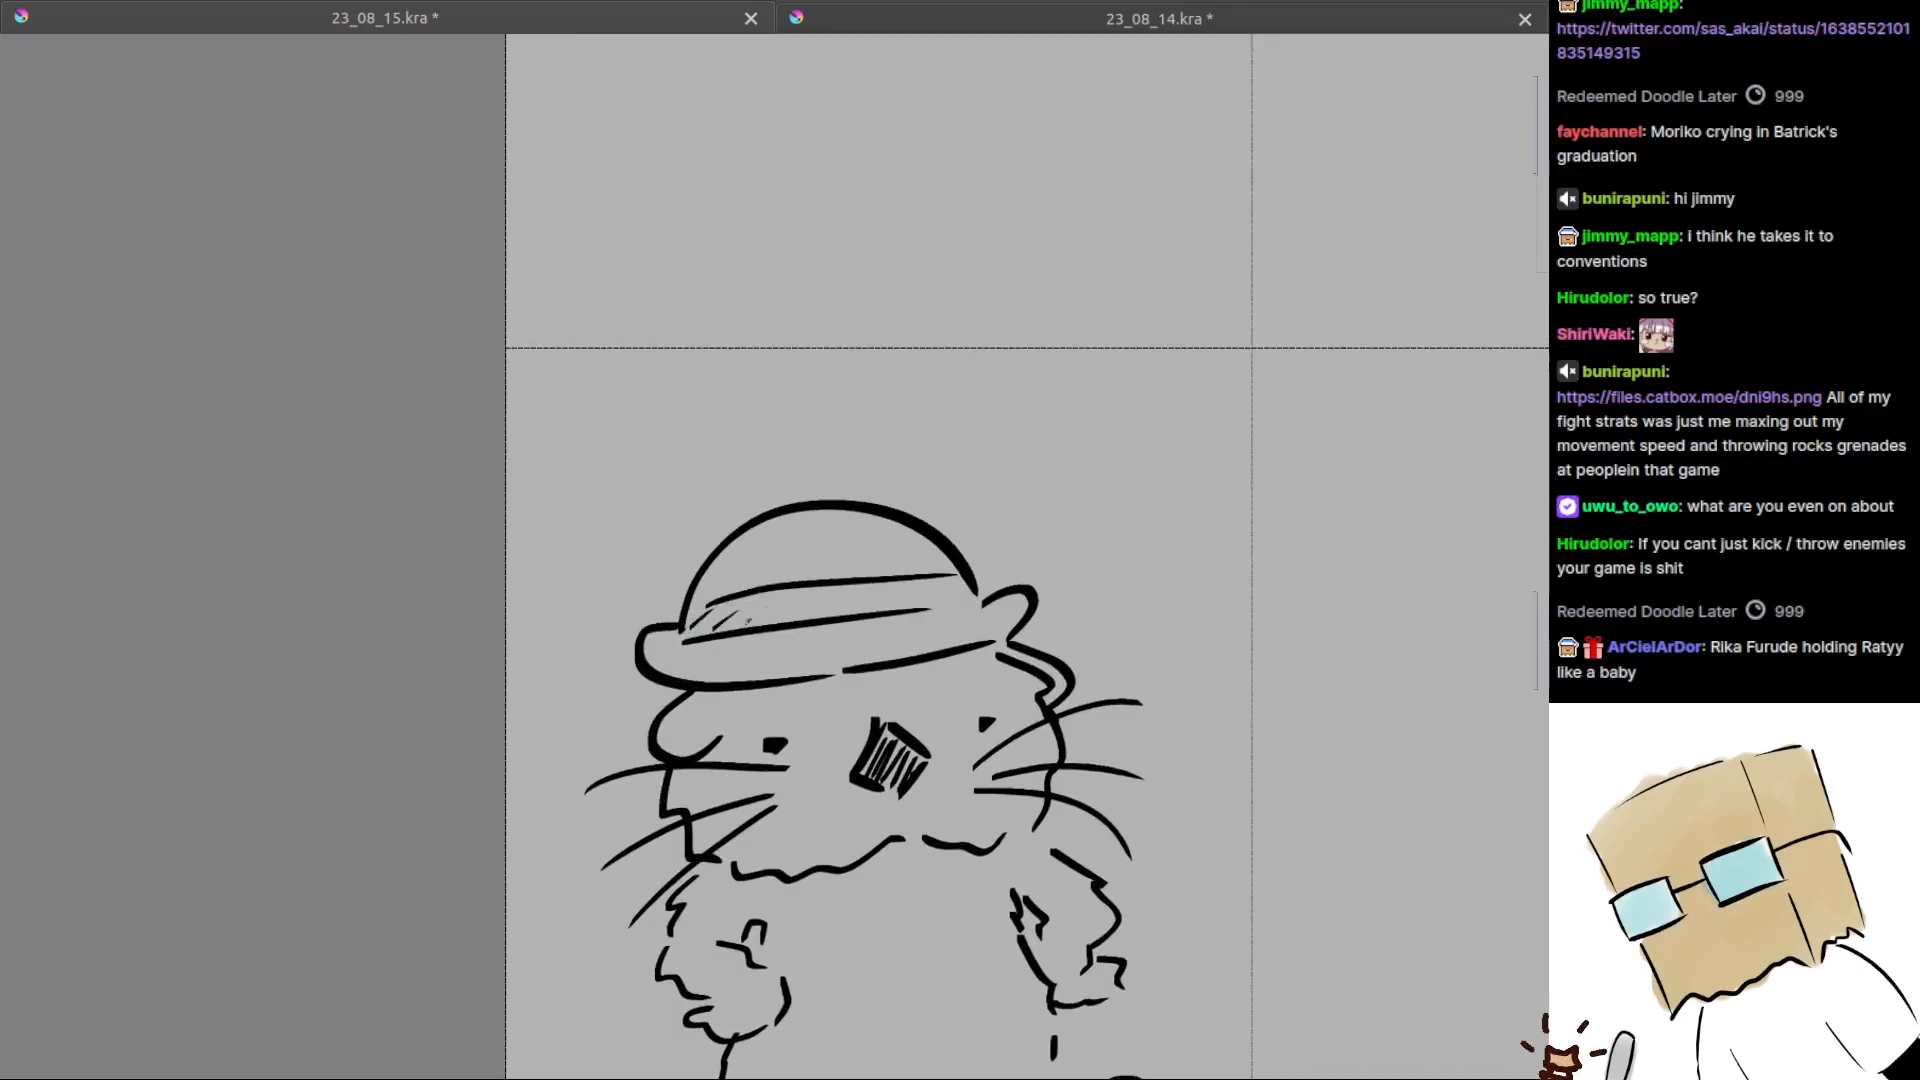 23_08_15.kra *
23_08_14.kra *
jimmy_mapp:
https://twitter.com/sas_akai/status/1638552101
835149315
Redeemed Doodle Later 999
faychannel: Moriko crying in Batrick's
graduation
bunirapuni: hi jimmy
jimmy_mapp: i think he takes it to
conventions
Hirudolor: so true?
ShiriWaki:
bunirapuni:
https://files.catbox.moe/dni9hs.png All of my
fight strats was just me maxing out my
movement speed and throwing rocks grenades
at peoplein that game
uwu_to_owo: what are you even on about
Hirudolor: If you cant just kick / throw enemies
your game is shit
Redeemed Doodle Later 999
ArCielArDor: Rika Furude holding Ratyy
like a baby